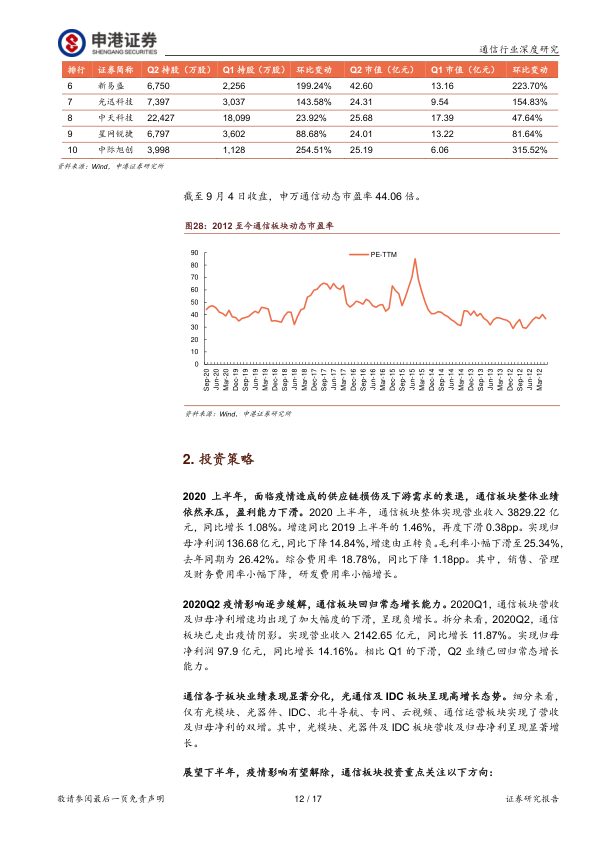 申港证券
SHENGANG SECURITIES
通信行业深度研究
排行 证券简称 Q2 持股（万股） Q1 持股（万股） 环比变动 Q2 市值（亿元） Q1 市值（亿元） 环比变动
6 新易盛 6,750 2,256 199.24% 42.60 13.16 223.70%
7 光迅科技 7,397 3,037 143.58% 24.31 9.54 154.83%
8 中天科技 22,427 18,099 23.92% 25.68 17.39 47.64%
9 星网锐捷 6,797 3,602 88.68% 24.01 13.22 81.64%
10 中际旭创 3,998 1,128 254.51% 25.19 6.06 315.52%
资料来源：Wind，申港证券研究所
截至 9 月 4 日收盘，申万通信动态市盈率 44.06 倍。
图28：2012 至今通信板块动态市盈率
PE-TTM
90
80
70
60
50
40
30
20
10
0
Sep-20 Jun-20 Mar-20 Dec-19 Sep-19 Jun-19 Mar-19 Dec-18 Sep-18 Jun-18 Mar-18 Dec-17 Sep-17 Jun-17 Mar-17 Dec-16 Sep-16 Jun-16 Mar-16 Dec-15 Sep-15 Jun-15 Mar-15 Dec-14 Sep-14 Jun-14 Mar-14 Dec-13 Sep-13 Jun-13 Mar-13 Dec-12 Sep-12 Jun-12 Mar-12
资料来源：Wind，申港证券研究所
2. 投资策略
2020 上半年，面临疫情造成的供应链损伤及下游需求的衰退，通信板块整体业绩
依然承压，盈利能力下滑。2020 上半年，通信板块整体实现营业收入 3829.22 亿
元，同比增长 1.08%。增速同比 2019 上半年的 1.46%，再度下滑 0.38pp。实现归
母净利润 136.68 亿元，同比下降 14.84%，增速由正转负。毛利率小幅下滑至 25.34%，
去年同期为 26.42%。综合费用率 18.78%，同比下降 1.18pp。其中，销售、管理
及财务费用率小幅下降，研发费用率小幅增长。
2020Q2 疫情影响逐步缓解，通信板块回归常态增长能力。2020Q1，通信板块营收
及归母净利增速均出现了加大幅度的下滑，呈现负增长。拆分来看，2020Q2，通信
板块已走出疫情阴影。实现营业收入 2142.65 亿元，同比增长 11.87%。实现归母
净利润 97.9 亿元，同比增长 14.16%。相比 Q1 的下滑，Q2 业绩已回归常态增长
能力。
通信各子板块业绩表现显著分化，光通信及 IDC 板块呈现高增长态势。细分来看，
仅有光模块、光器件、IDC、北斗导航、专网、云视频、通信运营板块实现了营收
及归母净利的双增。其中，光模块、光器件及 IDC 板块营收及归母净利呈现显著增
长。
展望下半年，疫情影响有望解除，通信板块投资重点关注以下方向：
敬请参阅最后一页免责声明
12 / 17
证券研究报告